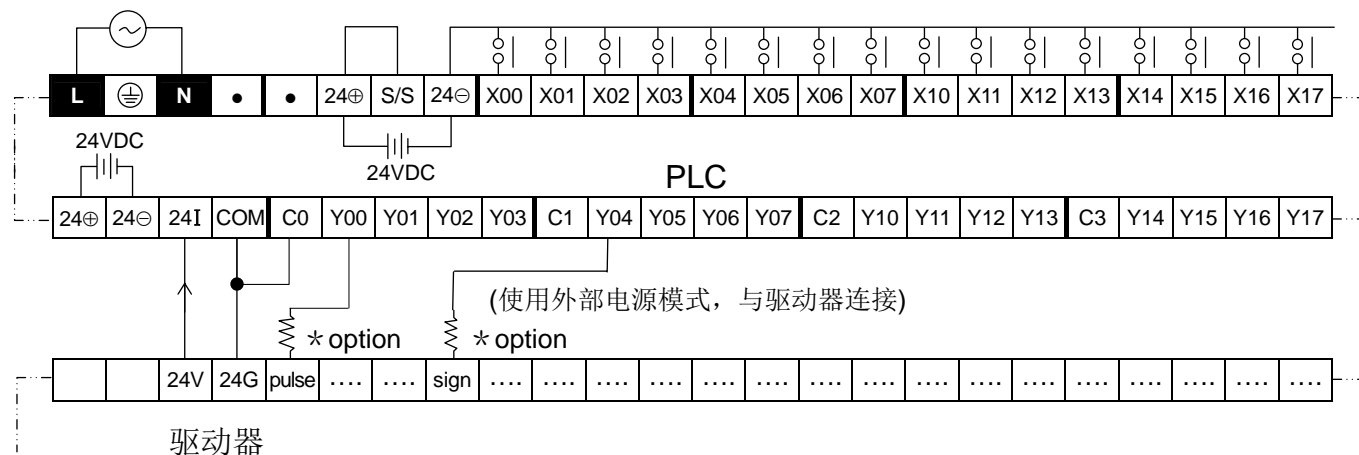 L ⏚ N • • 24⊕ S/S 24⊖ X00 X01 X02 X03 X04 X05 X06 X07 X10 X11 X12 X13 X14 X15 X16 X17
24VDC
24VDC
PLC
24⊕ 24⊖ 24I COM C0 Y00 Y01 Y02 Y03 C1 Y04 Y05 Y06 Y07 C2 Y10 Y11 Y12 Y13 C3 Y14 Y15 Y16 Y17
(使用外部电源模式，与驱动器连接)
*option *option
24V 24G pulse .... .... sign .... .... .... .... .... .... .... .... .... .... .... .... .... .... .... ....
驱动器